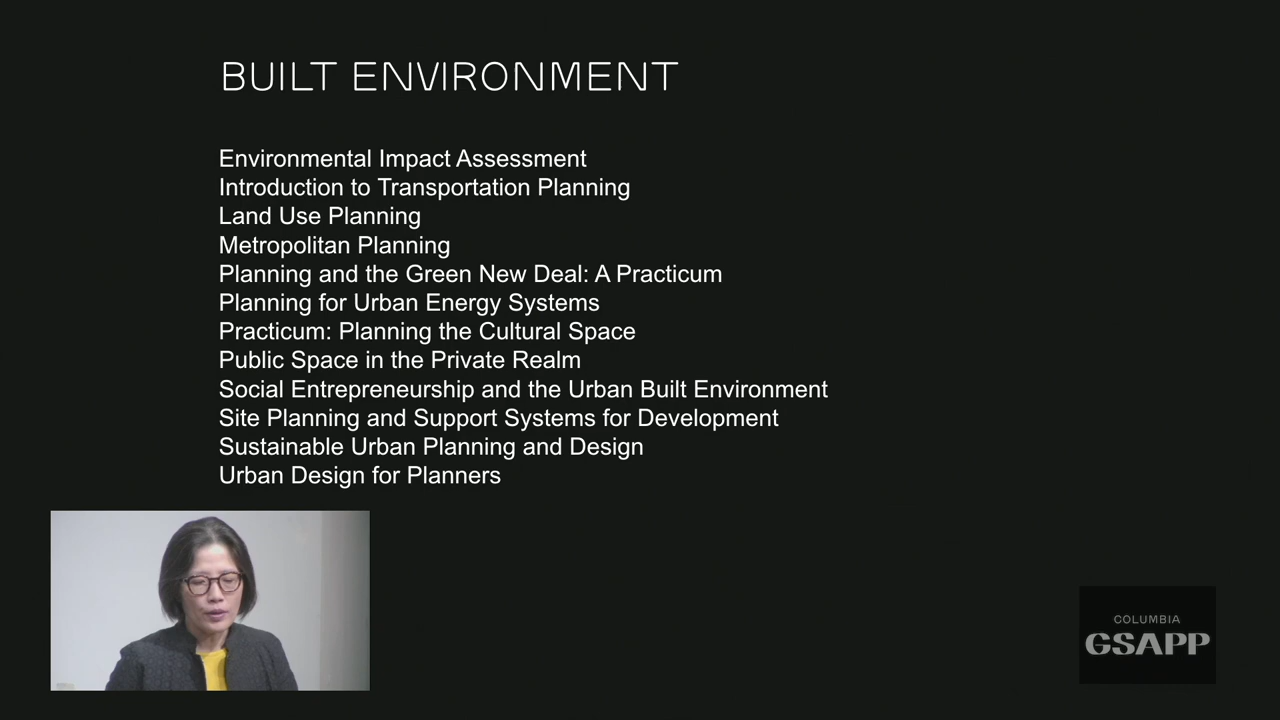 BUILT ENVIRONMENT
Environmental Impact Assessment
Introduction to Transportation Planning
Land Use Planning
Metropolitan Planning
Planning and the Green New Deal: A Practicum
Planning for Urban Energy Systems
Practicum: Planning the Cultural Space
Public Space in the Private Realm
Social Entrepreneurship and the Urban Built Environment
Site Planning and Support Systems for Development
Sustainable Urban Planning and Design
Urban Design for Planners
COLUMBIA
GSAPP